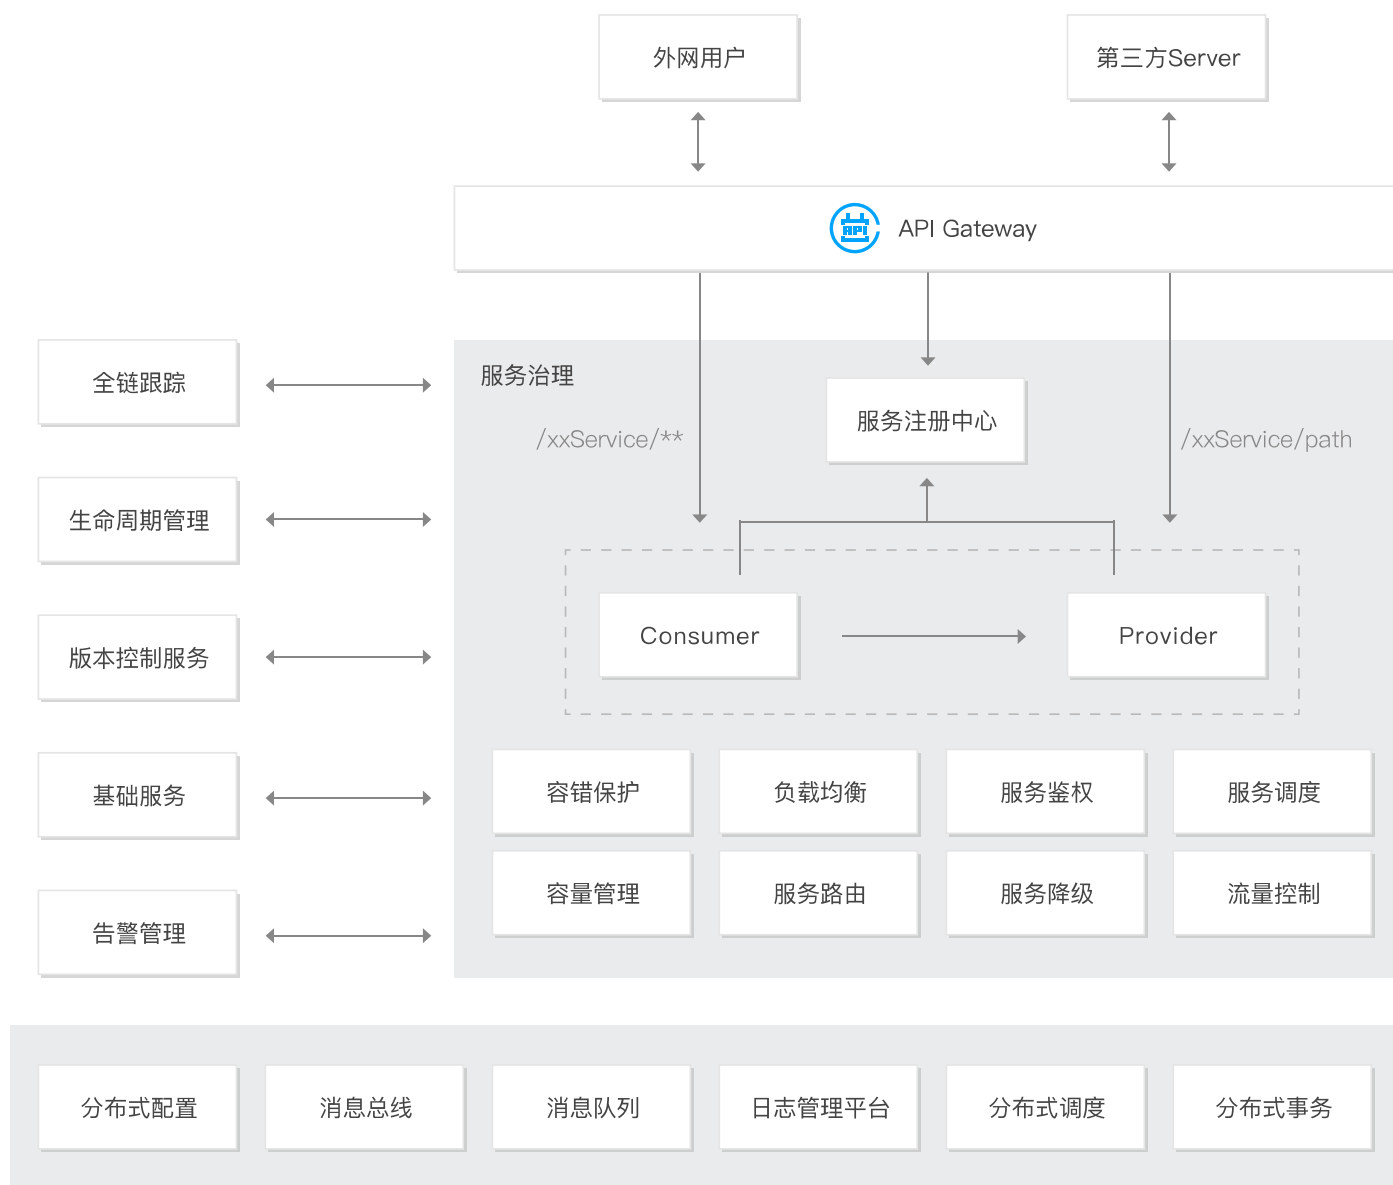 外网用户
第三方Server
API
API Gateway
全链跟踪
生命周期管理
版本控制服务
基础服务
告警管理
服务治理
服务注册中心
/xxService/**
/xxService/path
Consumer
Provider
容错保护
负载均衡
服务鉴权
服务调度
容量管理
服务路由
服务降级
流量控制
分布式配置
消息总线
消息队列
日志管理平台
分布式调度
分布式事务